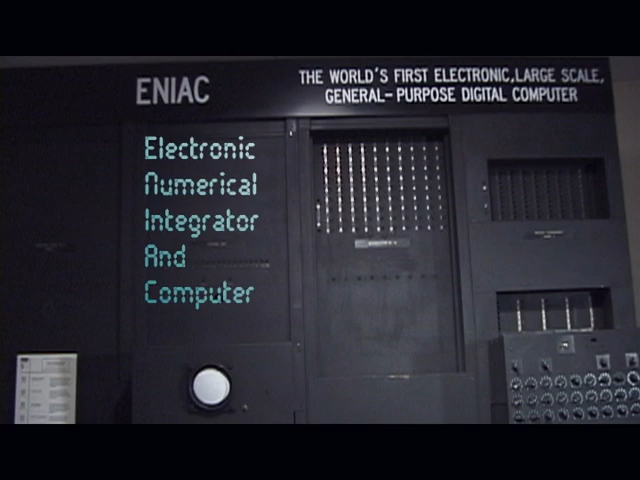 ENIAC
THE WORLD'S FIRST ELECTRONIC, LARGE SCALE,
GENERAL-PURPOSE DIGITAL COMPUTER
Electronic
Numerical
Integrator
And
Computer